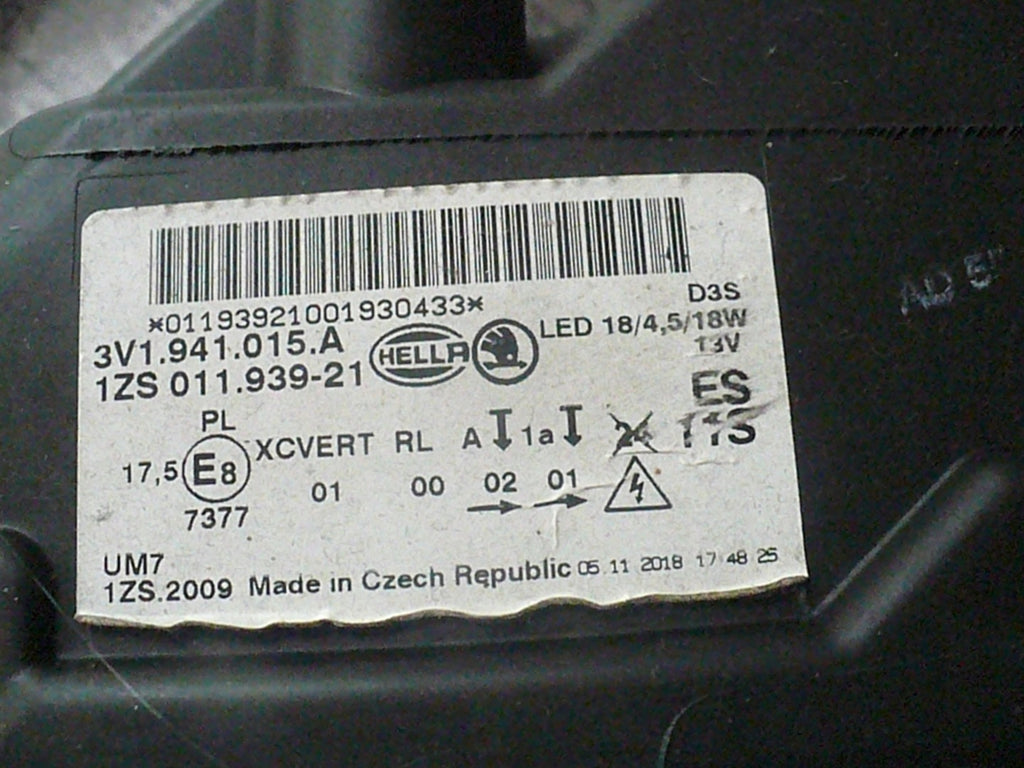 *01193921001930433*
D3S
3V1.941.015.A HELLA LED 18/4,5/18W
13V
1ZS 011.939-21
ES
PL
17,5 E8 XCVERT RL A 1a 24 11S
01 00 02 01
7377
UM7
1ZS.2009 Made in Czech Republic 05 11 2018 17 48 25